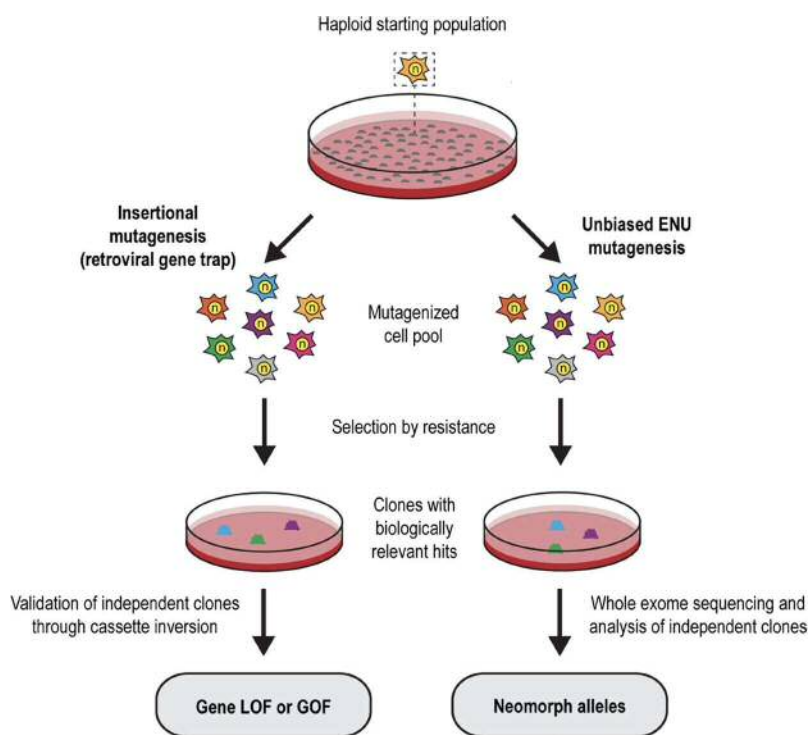 Haploid starting population
n
Insertional
mutagenesis
(retroviral gene trap)
Unbiased ENU
mutagenesis
n
n
n
n
n
n
n
Mutagenized
cell pool
n
n
n
n
n
n
n
Selection by resistance
Clones with
biologically
relevant hits
Validation of independent clones
through cassette inversion
Whole exome sequencing and
analysis of independent clones
Gene LOF or GOF
Neomorph alleles